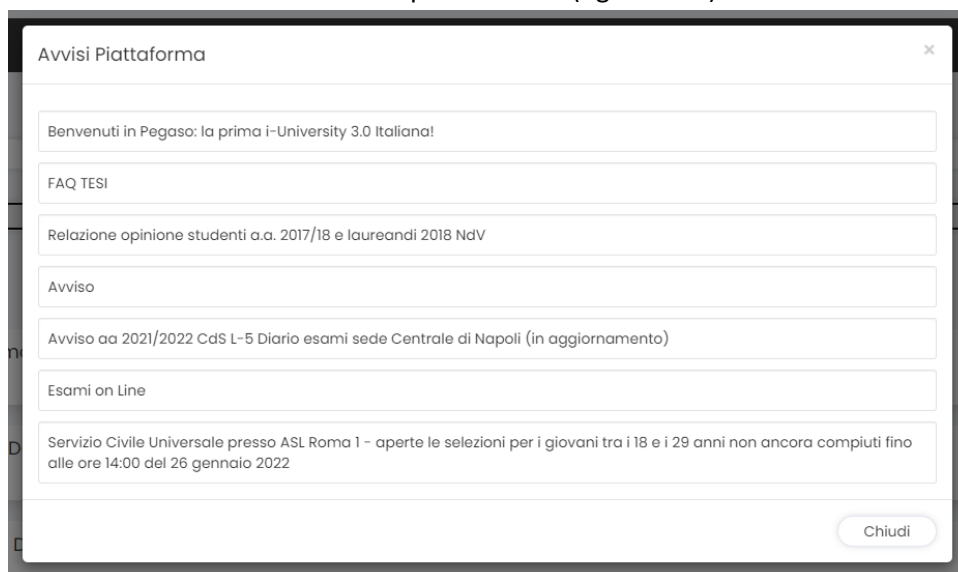 Avvisi Piattaforma
×
Benvenuti in Pegaso: la prima i-University 3.0 Italiana!
FAQ TESI
Relazione opinione studenti a.a. 2017/18 e laureandi 2018 NdV
Avviso
Avviso aa 2021/2022 CdS L-5 Diario esami sede Centrale di Napoli (in aggiornamento)
Esami on Line
Servizio Civile Universale presso ASL Roma 1 - aperte le selezioni per i giovani tra i 18 e i 29 anni non ancora compiuti fino
alle ore 14:00 del 26 gennaio 2022
Chiudi